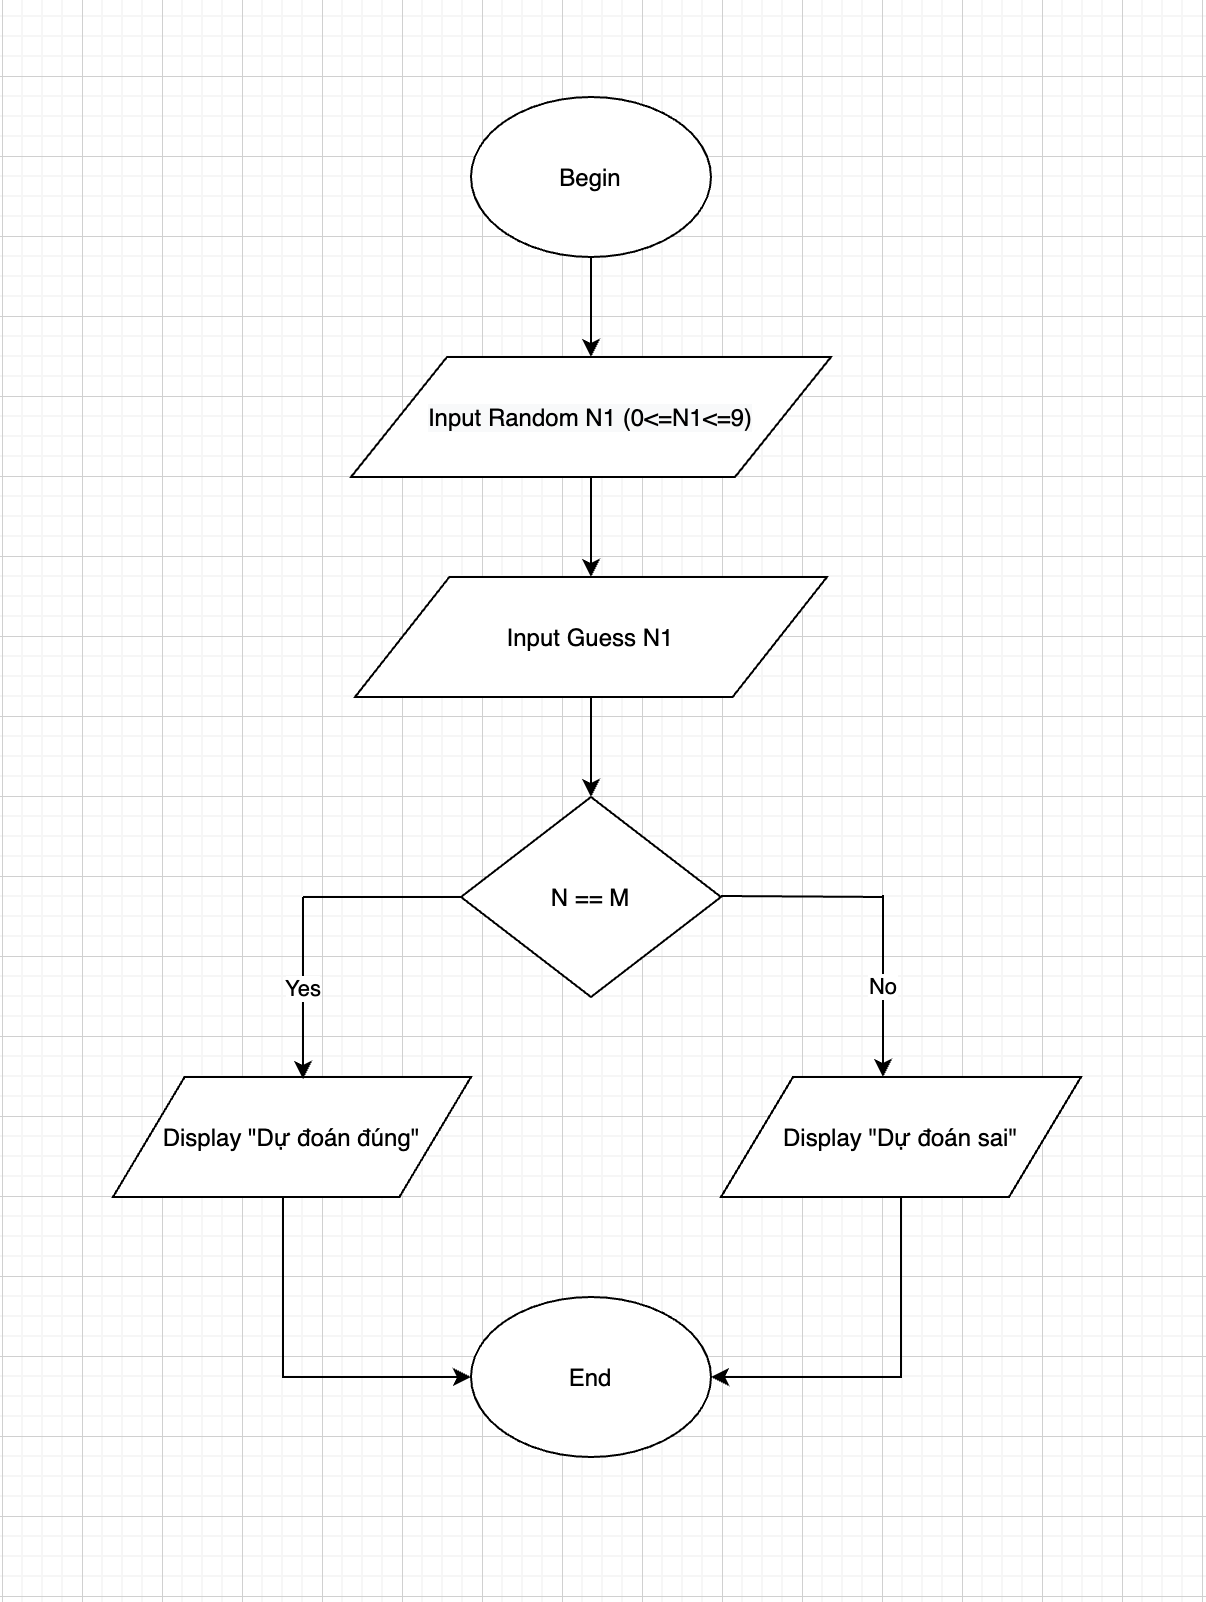 Begin
Input Random N1 (0<=N1<=9)
Input Guess N1
N == M
Yes
No
Display "Dự đoán đúng"
Display "Dự đoán sai"
End